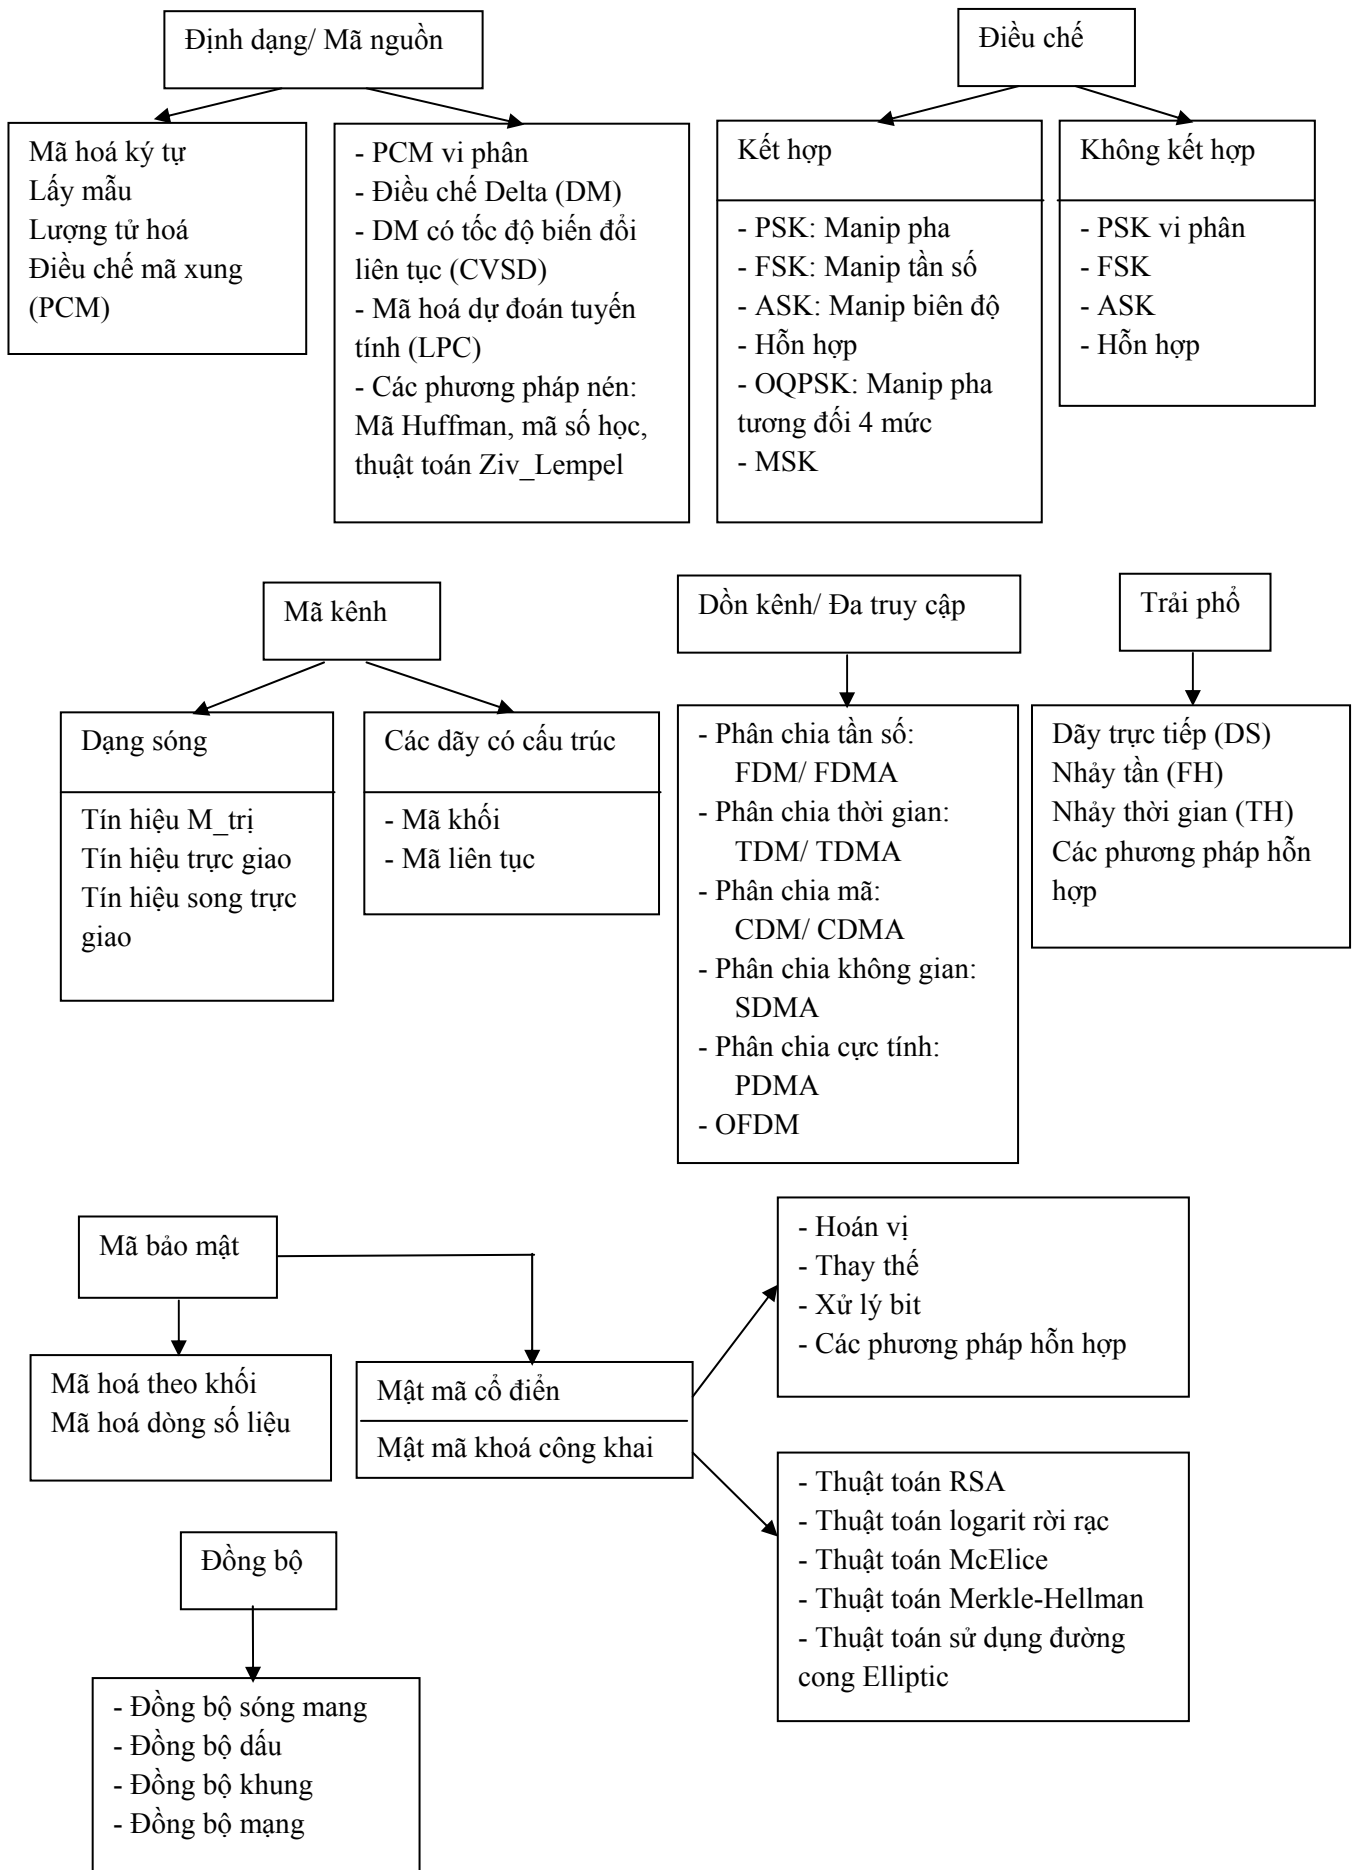 Định dạng/ Mã nguồn
Mã hoá ký tự
Lấy mẫu
Lượng tử hoá
Điều chế mã xung
(PCM)
- PCM vi phân
- Điều chế Delta (DM)
- DM có tốc độ biến đổi
liên tục (CVSD)
- Mã hoá dự đoán tuyến
tính (LPC)
- Các phương pháp nén:
Mã Huffman, mã số học,
thuật toán Ziv_Lempel
Điều chế
Kết hợp
- PSK: Manip pha
- FSK: Manip tần số
- ASK: Manip biên độ
- Hỗn hợp
- OQPSK: Manip pha
tương đối 4 mức
- MSK
Không kết hợp
- PSK vi phân
- FSK
- ASK
- Hỗn hợp
Mã kênh
Dạng sóng
Tín hiệu M_trị
Tín hiệu trực giao
Tín hiệu song trực
giao
Các dãy có cấu trúc
- Mã khối
- Mã liên tục
Dồn kênh/ Đa truy cập
- Phân chia tần số:
FDM/ FDMA
- Phân chia thời gian:
TDM/ TDMA
- Phân chia mã:
CDM/ CDMA
- Phân chia không gian:
SDMA
- Phân chia cực tính:
PDMA
- OFDM
Trải phổ
Dãy trực tiếp (DS)
Nhảy tần (FH)
Nhảy thời gian (TH)
Các phương pháp hỗn
hợp
Mã bảo mật
Mã hoá theo khối
Mã hoá dòng số liệu
Mật mã cổ điển
Mật mã khoá công khai
- Hoán vị
- Thay thế
- Xử lý bit
- Các phương pháp hỗn hợp
- Thuật toán RSA
- Thuật toán logarit rời rạc
- Thuật toán McElice
- Thuật toán Merkle-Hellman
- Thuật toán sử dụng đường
cong Elliptic
Đồng bộ
- Đồng bộ sóng mang
- Đồng bộ dấu
- Đồng bộ khung
- Đồng bộ mạng